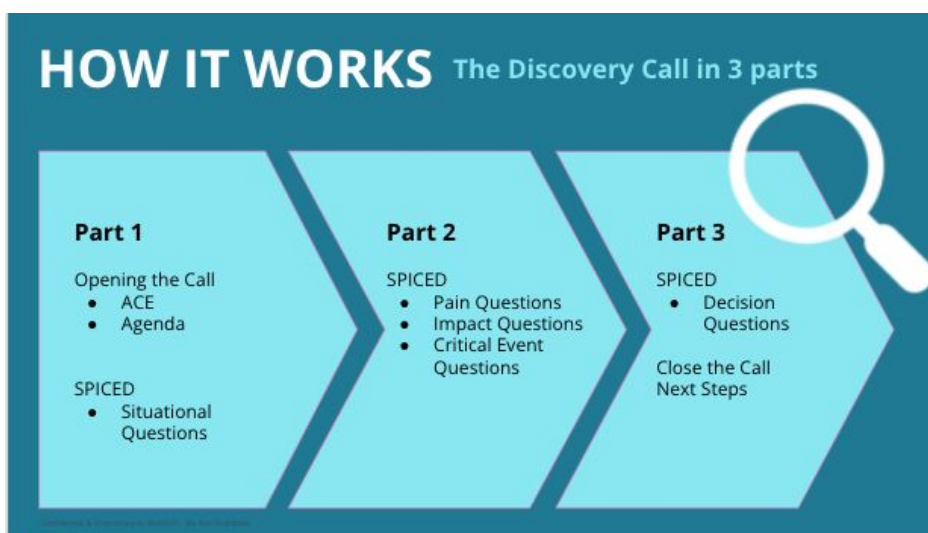 HOW IT WORKS The Discovery Call in 3 parts
Part 1
Opening the Call
● ACE
● Agenda
SPICED
● Situational
Questions
Part 2
SPICED
● Pain Questions
● Impact Questions
● Critical Event
Questions
Part 3
SPICED
● Decision
Questions
Close the Call
Next Steps